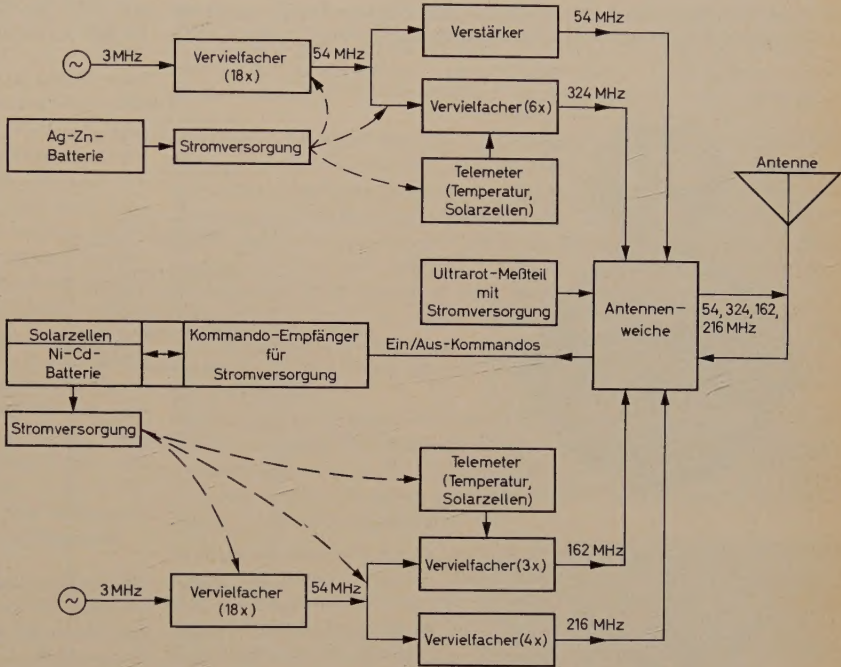 3 MHz
Vervielfacher
(18x)
54 MHz
Verstärker
54 MHz
Vervielfacher (6x)
324 MHz
Ag-Zn-
Batterie
Stromversorgung
Telemeter
(Temperatur,
Solarzellen)
Antenne
Ultrarot-Meßteil
mit
Stromversorgung
Antennen-
weiche
54, 324, 162,
216 MHz
Solarzellen
Ni-Cd-
Batterie
Kommando-Empfänger
für
Stromversorgung
Ein/Aus-Kommandos
Stromversorgung
Telemeter
(Temperatur,
Solarzellen)
3 MHz
Vervielfacher
(18x)
54 MHz
Vervielfacher (3x)
162 MHz
Vervielfacher (4x)
216 MHz